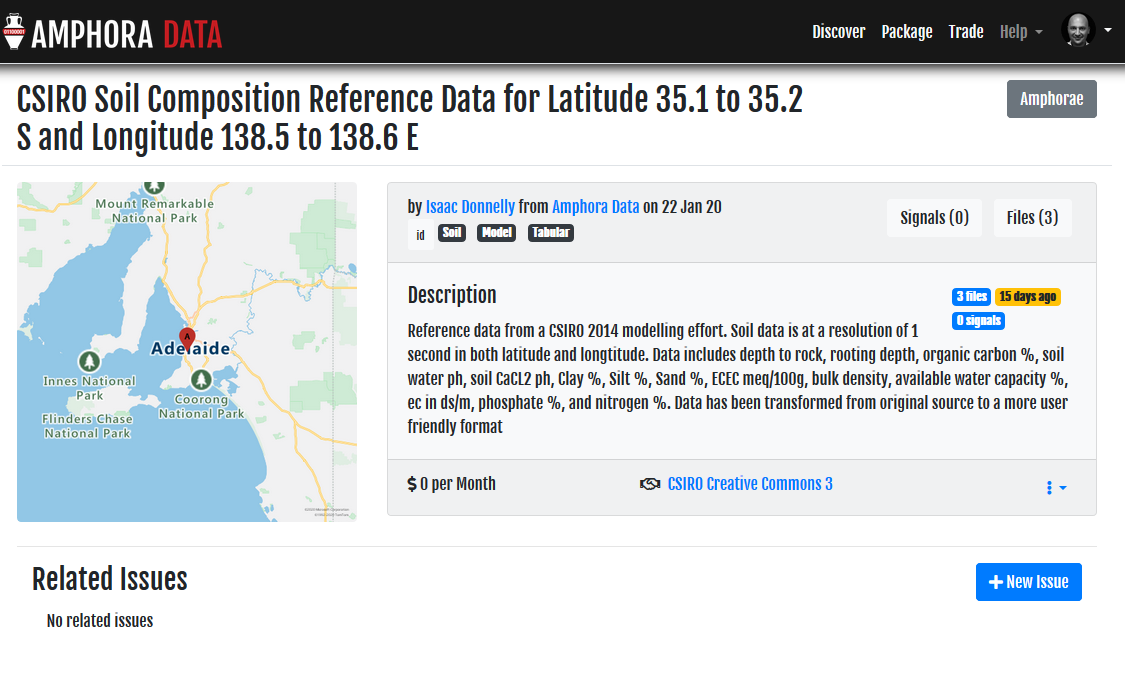 01100001
AMPHORA DATA
Discover Package Trade Help
CSIRO Soil Composition Reference Data for Latitude 35.1 to 35.2
S and Longitude 138.5 to 138.6 E
Amphorae
Mount Remarkable
National Park
A
Adelaide
Innes National
Park
Coorong
National Park
Flinders Chase
National Park
by Isaac Donnelly from Amphora Data on 22 Jan 20
Signals (0) Files (3)
id Soil Model Tabular
Description
3 files 15 days ago
0 signals
Reference data from a CSIRO 2014 modelling effort. Soil data is at a resolution of 1
second in both latitude and longtitude. Data includes depth to rock, rooting depth, organic carbon %, soil
water ph, soil CaCL2 ph, Clay %, Silt %, Sand %, ECEC meq/100g, bulk density, available water capacity %,
ec in ds/m, phosphate %, and nitrogen %. Data has been transformed from original source to a more user
friendly format
$ 0 per Month
CSIRO Creative Commons 3
Related Issues
+ New Issue
No related issues